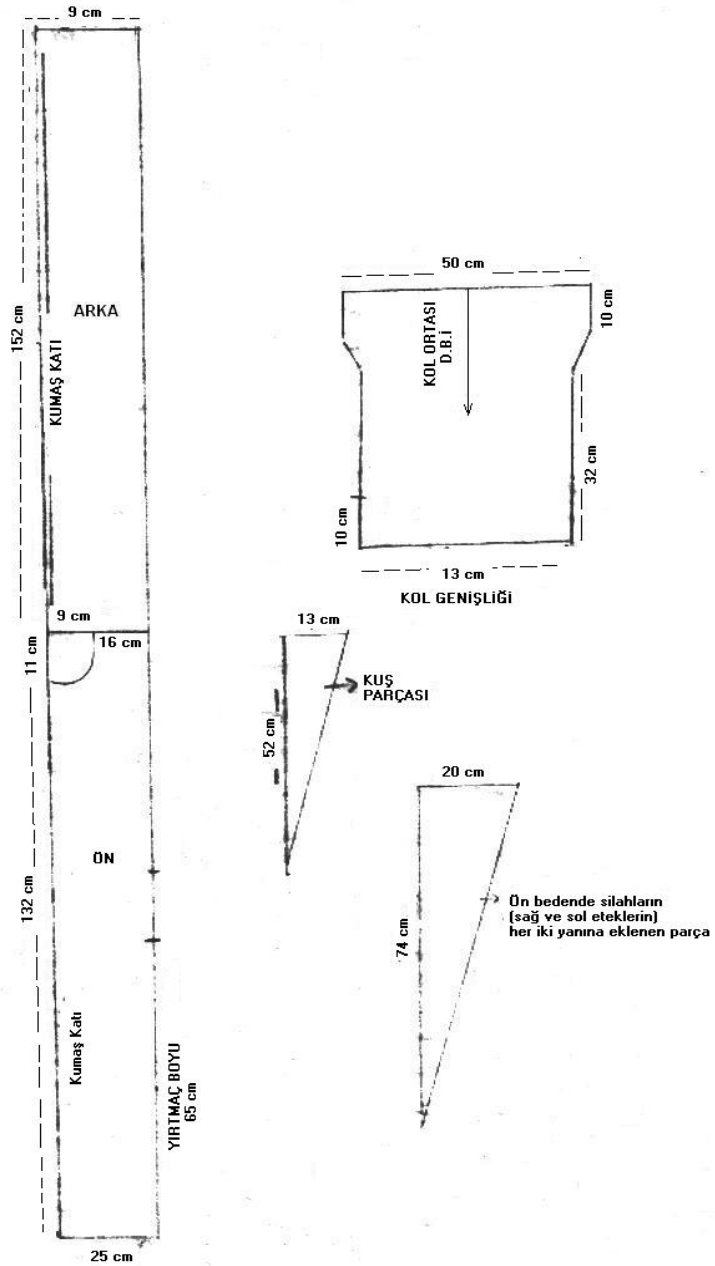 9 cm
152 cm
KUMAŞ KATI
ARKA
9 cm
16 cm
11 cm
ÖN
132 cm
Kumaş Katı
YIRTMAÇ BOYU
65 cm
25 cm
50 cm
10 cm
KOL ORTASI
D.B.İ
32 cm
10 cm
13 cm
KOL GENİŞLİĞİ
13 cm
KUŞ
PARÇASI
52 cm
20 cm
74 cm
Ön bedende silahların
(sağ ve sol eteklerin)
her iki yanına eklenen parça